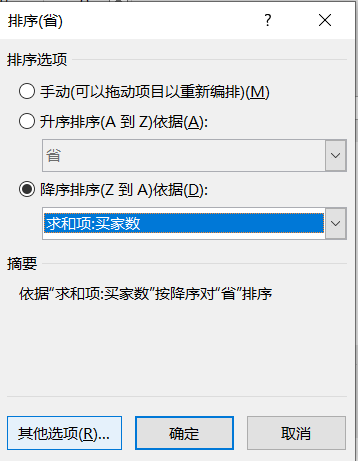 排序(省)
?
排序选项
手动(可以拖动项目以重新编排)(M)
升序排序(A 到 Z)依据(A):
省
降序排序(Z 到 A)依据(D):
求和项:买家数
摘要
依据“求和项:买家数”按降序对“省”排序
其他选项(R)... 确定 取消